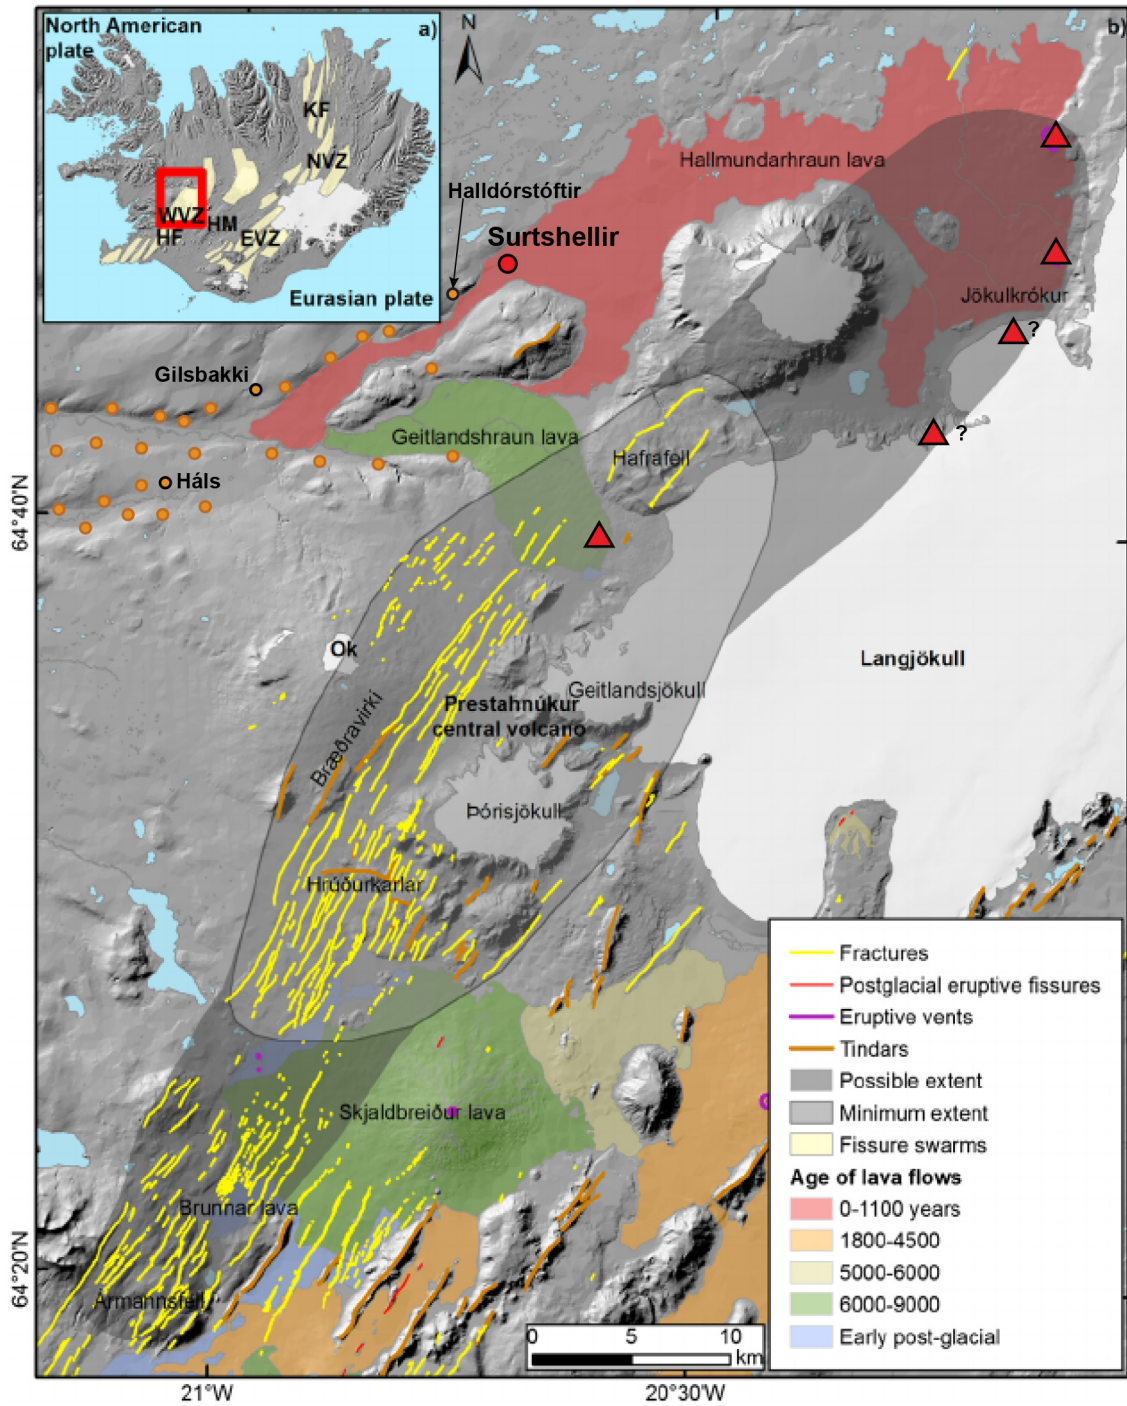 North American
plate
a)
KF
NVZ
WVZ
HM
HF
EVZ
Eurasian plate
N
b)
Hallmundarhraun lava
Halldórstóftir
Surtshellir
Jökulkrókur
?
Gilsbakki
Geitlandshraun lava
?
Hafrafell
Háls
64°40'N
Ok
Langjökull
Geitlandsjökull
Prestahnúkur
central volcano
Bræðravirki
Þórisjökull
Hrúðurkarlar
Skjaldbreiður lava
Brunnar lava
Ármannsfell
64°20'N
Fractures
Postglacial eruptive fissures
Eruptive vents
Tindars
Possible extent
Minimum extent
Fissure swarms
Age of lava flows
0-1100 years
1800-4500
5000-6000
6000-9000
Early post-glacial
0 5 10
km
21°W
20°30'W